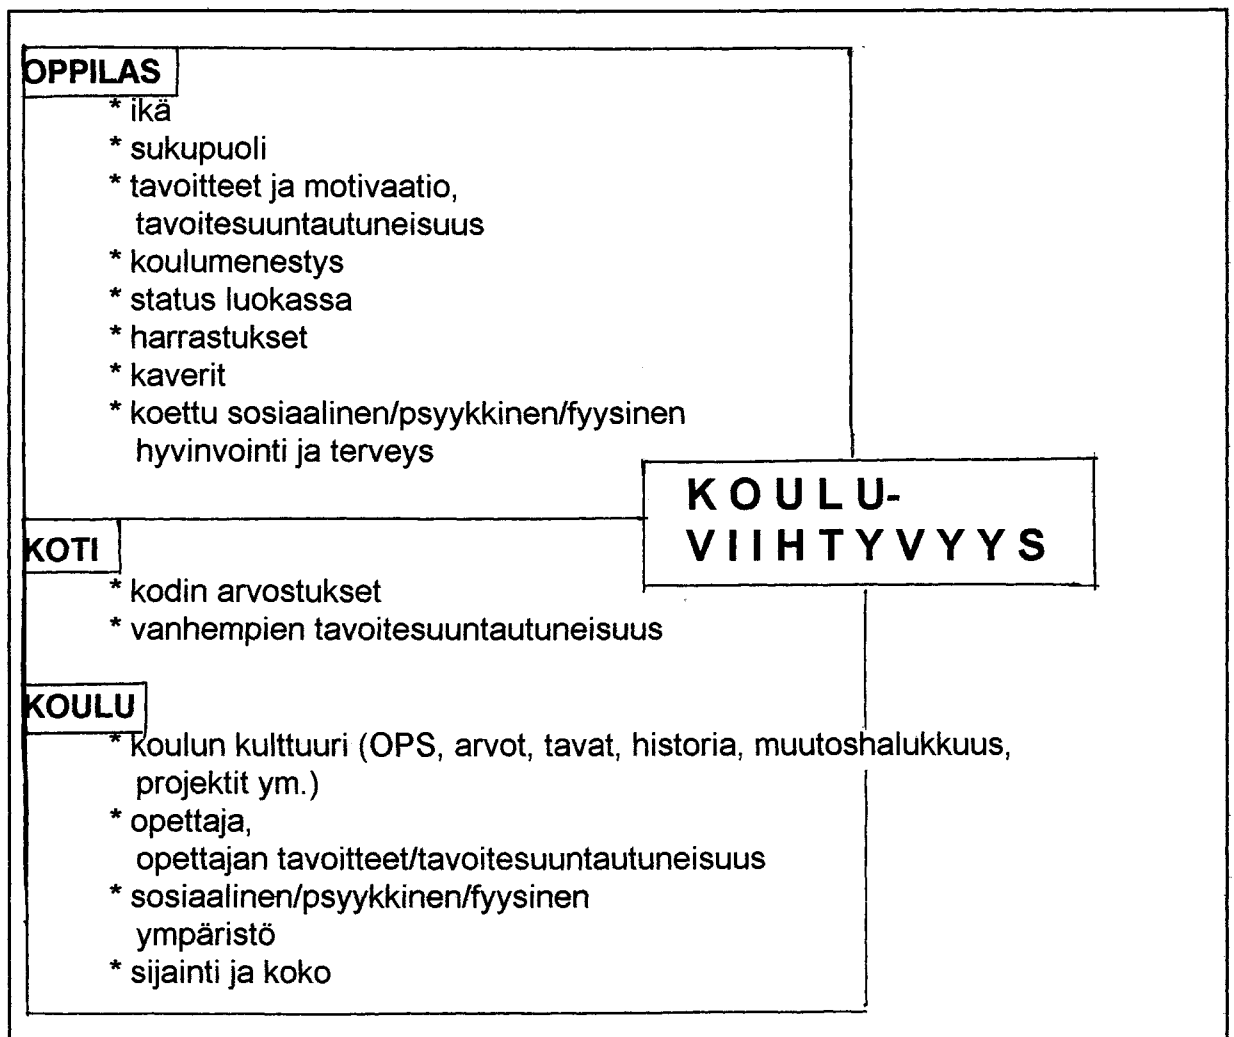 OPPILAS
* ikä
* sukupuoli
* tavoitteet ja motivaatio,
tavoitesuuntautuneisuus
* koulumenestys
* status luokassa
* harrastukset
* kaverit
* koettu sosiaalinen/psyykkinen/fyysinen
hyvinvointi ja terveys
K O U L U-
V I I H T Y V Y Y S
KOTI
* kodin arvostukset
* vanhempien tavoitesuuntautuneisuus
KOULU
* koulun kulttuuri (OPS, arvot, tavat, historia, muutoshalukkuus,
projektit ym.)
* opettaja,
opettajan tavoitteet/tavoitesuuntautuneisuus
* sosiaalinen/psyykkinen/fyysinen
ympäristö
* sijainti ja koko